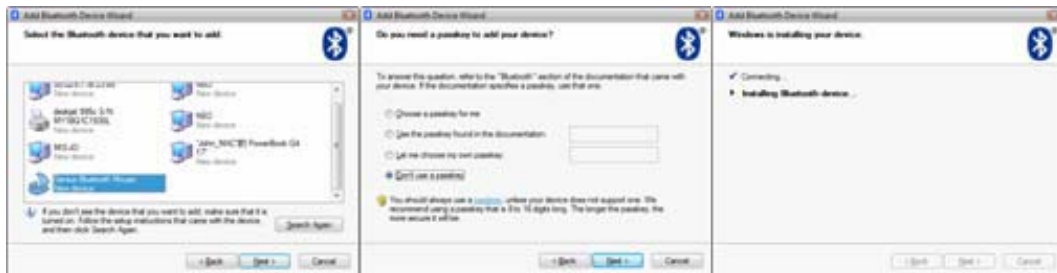 Add Bluetooth Device Wizard
Select the Bluetooth device that you want to add.
New device
deskjet 995c S/N
New device
NEO
New device
New device
PowerBook G4
New device
Bluetooth Mouse
New device
If you don't see the device that you want to add, make sure that it is
turned on. Follow the setup instructions that came with the device,
and then click Search Again.
Search Again
< Back
Next >
Cancel
Add Bluetooth Device Wizard
Do you need a passkey to add your device?
To answer this question, refer to the "Bluetooth" section of the documentation that came with
your device. If the documentation specifies a passkey, use that one.
Choose a passkey for me
Use the passkey found in the documentation:
Let me choose my own passkey:
Don't use a passkey
You should always use a passkey, unless your device does not support one. We
recommend using a passkey that is 8 to 16 digits long. The longer the passkey, the
more secure it will be.
< Back
Next >
Cancel
Add Bluetooth Device Wizard
Windows is installing your device.
Connecting...
Installing Bluetooth device...
< Back
Next >
Cancel